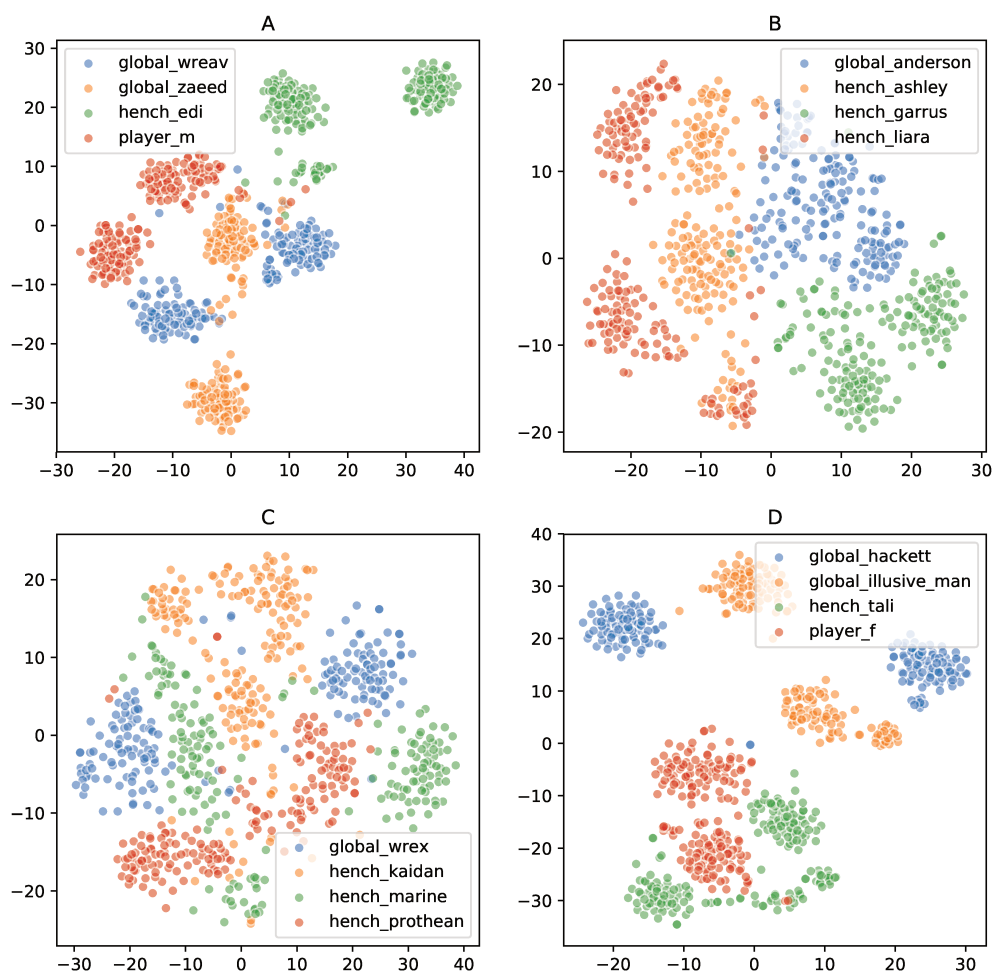 A
30
20
10
0
−10
−20
−30
global_wreav
global_zaeed
hench_edi
player_m
−30 −20 −10 0 10 20 30 40
B
20
10
0
−10
−20
global_anderson
hench_ashley
hench_garrus
hench_liara
−20 −10 0 10 20 30
C
20
10
0
−10
−20
global_wrex
hench_kaidan
hench_marine
hench_prothean
−30 −20 −10 0 10 20 30 40
D
40
30
20
10
0
−10
−20
−30
global_hackett
global_illusive_man
hench_tali
player_f
−20 −10 0 10 20 30